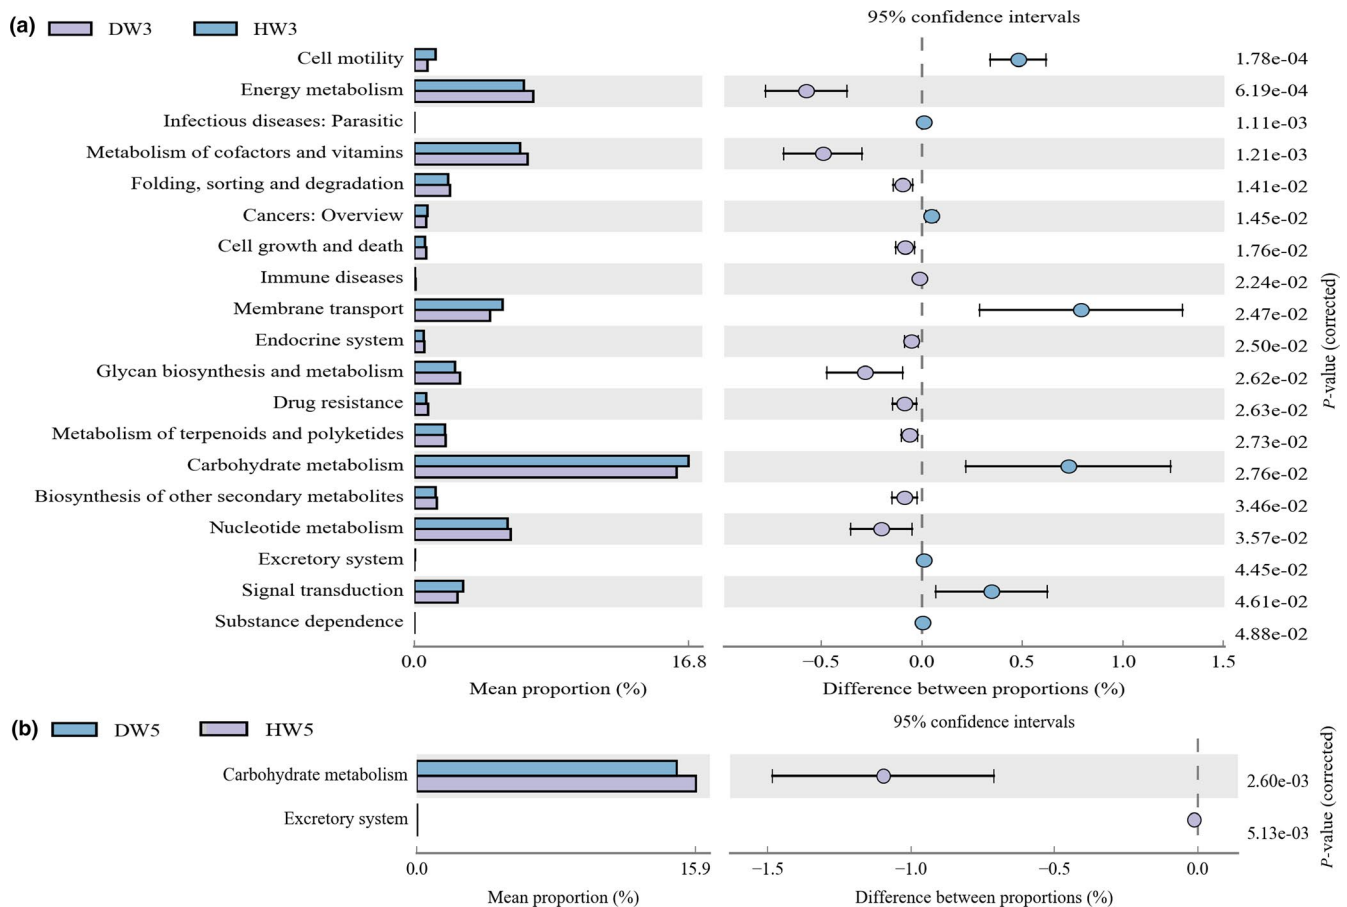 (a) DW3 HW3
95% confidence intervals
Cell motility 1.78e-04
Energy metabolism 6.19e-04
Infectious diseases: Parasitic 1.11e-03
Metabolism of cofactors and vitamins 1.21e-03
Folding, sorting and degradation 1.41e-02
Cancers: Overview 1.45e-02
Cell growth and death 1.76e-02
Immune diseases 2.24e-02
Membrane transport 2.47e-02
Endocrine system 2.50e-02
Glycan biosynthesis and metabolism 2.62e-02
Drug resistance 2.63e-02
Metabolism of terpenoids and polyketides 2.73e-02
Carbohydrate metabolism 2.76e-02
Biosynthesis of other secondary metabolites 3.46e-02
Nucleotide metabolism 3.57e-02
Excretory system 4.45e-02
Signal transduction 4.61e-02
Substance dependence 4.88e-02
P-value (corrected)
0.0 16.8 −0.5 0.0 0.5 1.0 1.5
Mean proportion (%) Difference between proportions (%)
(b) DW5 HW5
95% confidence intervals
Carbohydrate metabolism 2.60e-03
Excretory system 5.13e-03
P-value (corrected)
0.0 15.9 −1.5 −1.0 −0.5 0.0
Mean proportion (%) Difference between proportions (%)